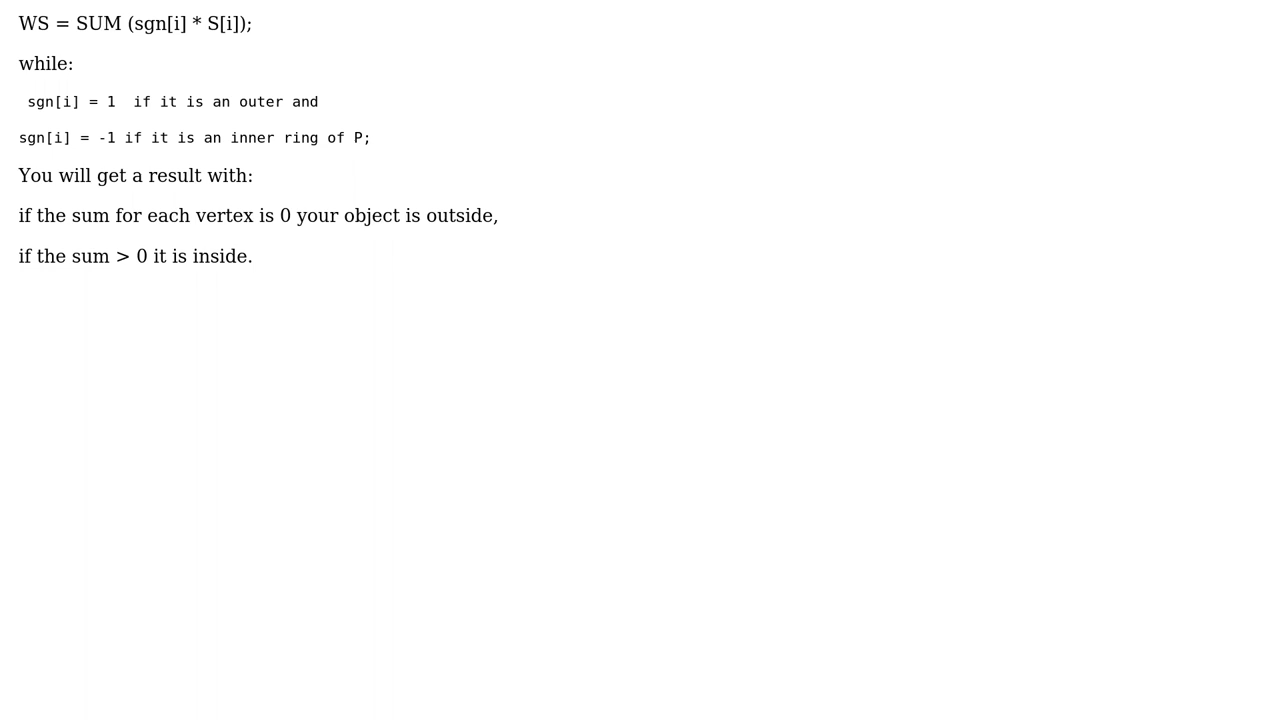 WS = SUM (sgn[i] * S[i]);
while:
sgn[i] = 1  if it is an outer and
sgn[i] = -1 if it is an inner ring of P;
You will get a result with:
if the sum for each vertex is 0 your object is outside,
if the sum > 0 it is inside.